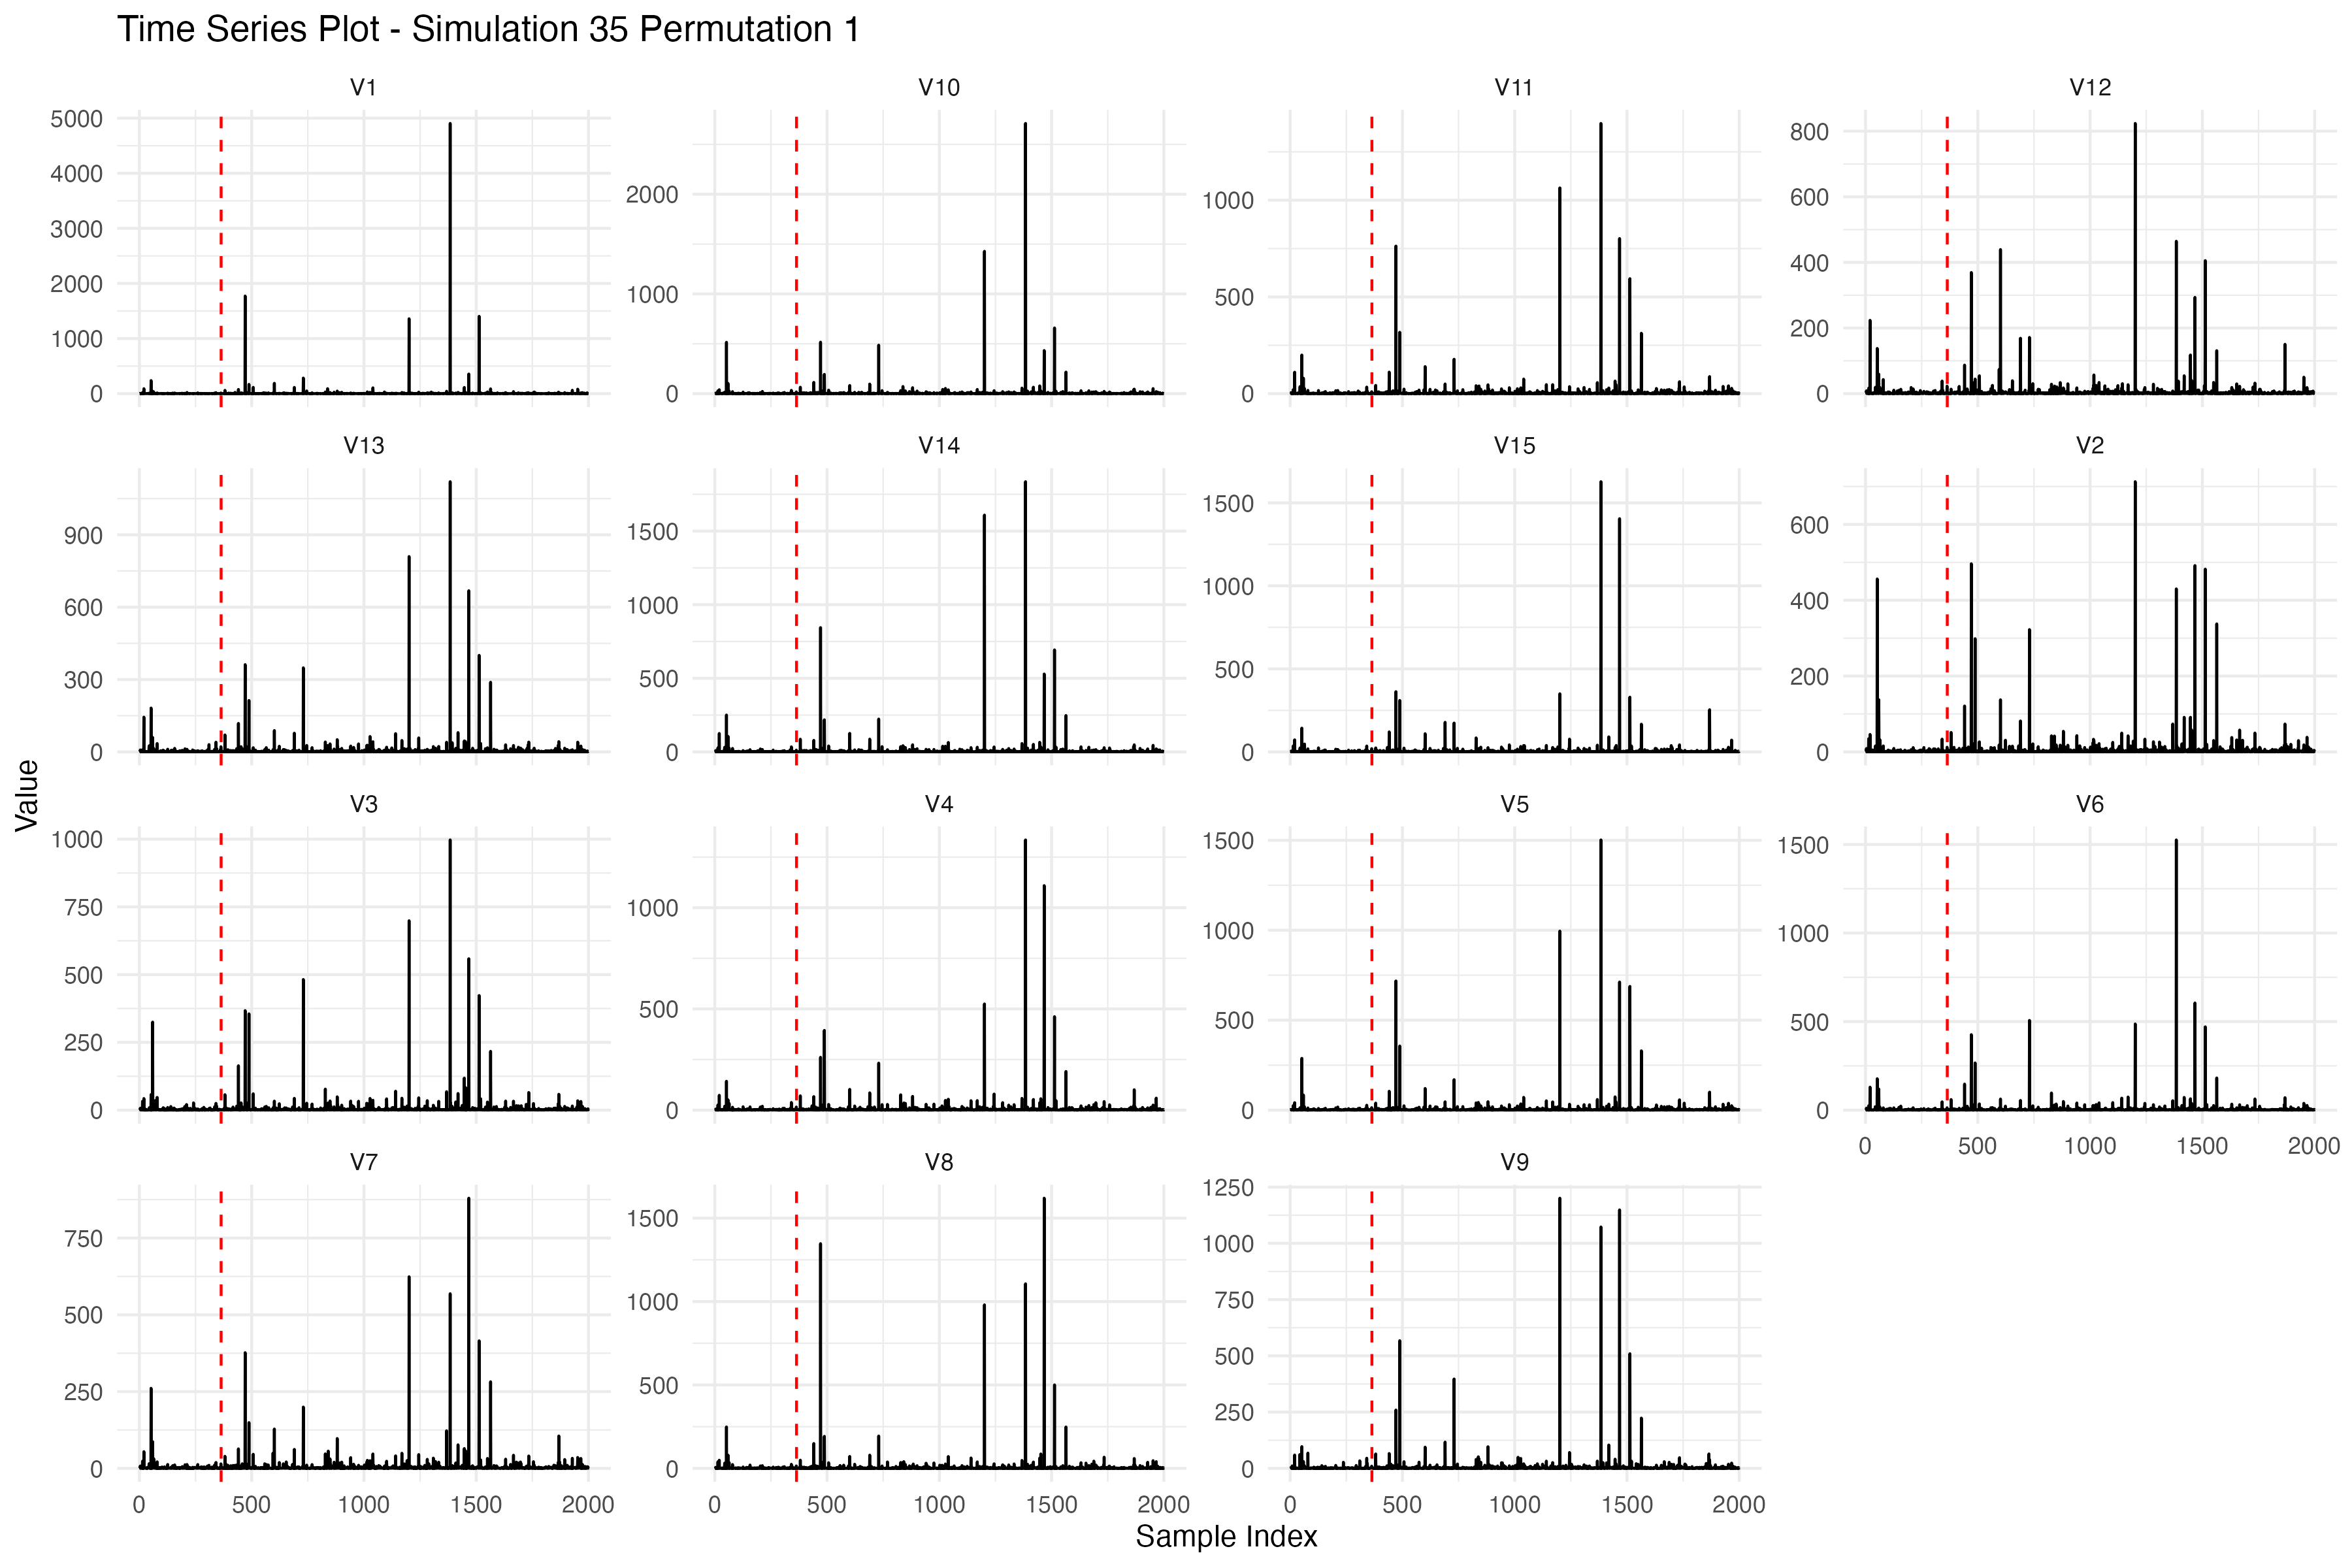 Time Series Plot - Simulation 35 Permutation 1
V1
V10
V11
V12
5000
4000
3000
2000
1000
0
2000
1000
0
1000
500
0
800
600
400
200
0
V13
V14
V15
V2
900
600
300
0
1500
1000
500
0
1500
1000
500
0
600
400
200
0
Value
V3
V4
V5
V6
1000
750
500
250
0
1000
500
0
1500
1000
500
0
1500
1000
500
0
0 500 1000 1500 2000
V7
V8
V9
750
500
250
0
1500
1000
500
0
1250
1000
750
500
250
0
0 500 1000 1500 2000
0 500 1000 1500 2000
0 500 1000 1500 2000
Sample Index